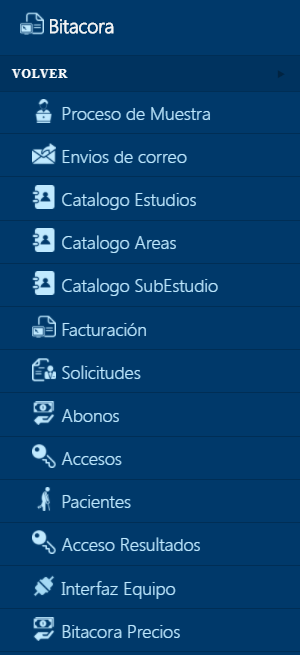 Bitacora
VOLVER
Proceso de Muestra
Envios de correo
Catalogo Estudios
Catalogo Areas
Catalogo SubEstudio
Facturación
Solicitudes
Abonos
Accesos
Pacientes
Acceso Resultados
Interfaz Equipo
Bitacora Precios